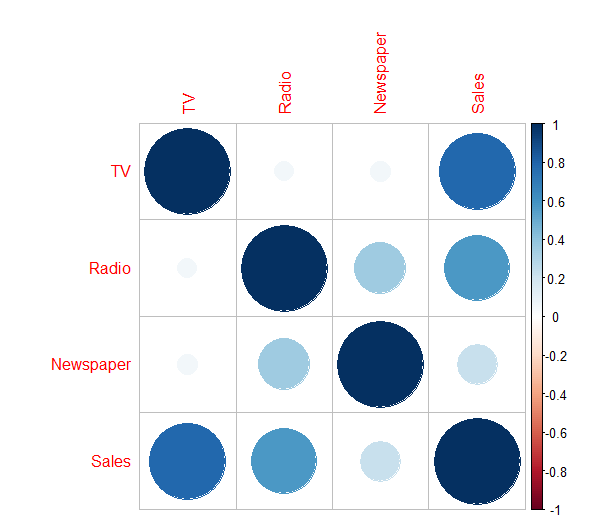 TV
Radio
Newspaper
Sales
TV
Radio
Newspaper
Sales
1
0.8
0.6
0.4
0.2
0
-0.2
-0.4
-0.6
-0.8
-1